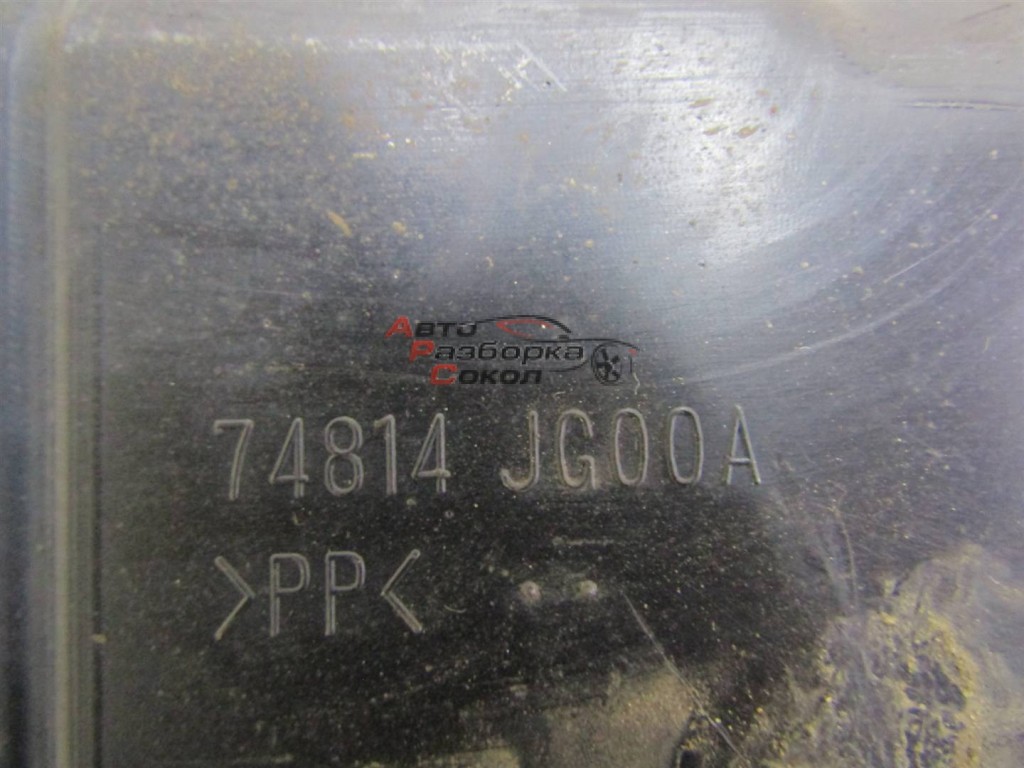 Авто
Разборка
Сокол
74814 JG00A
>PP<